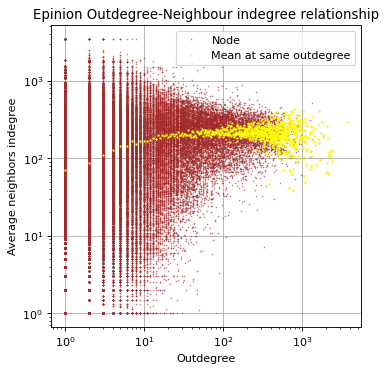 Epinion Outdegree-Neighbour indegree relationship
Node
Mean at same outdegree
Average neighbors indegree
10³
10²
10¹
10⁰
10⁰ 10¹ 10² 10³
Outdegree